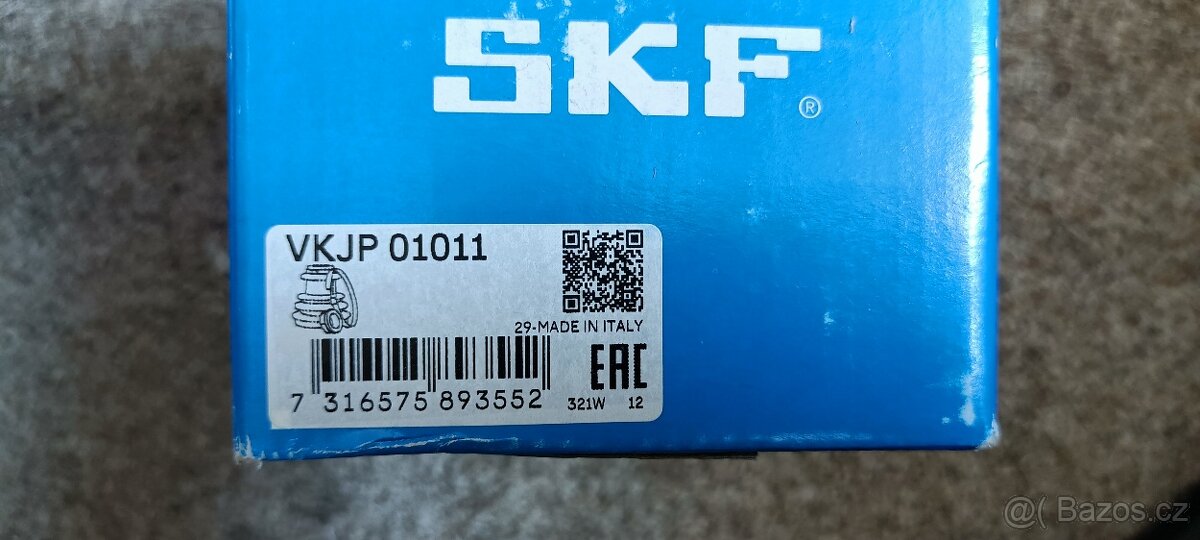 SKF®
VKJP 01011
29-MADE IN ITALY
EAC
7 316575 893552
321W 12
@( Bazos.cz